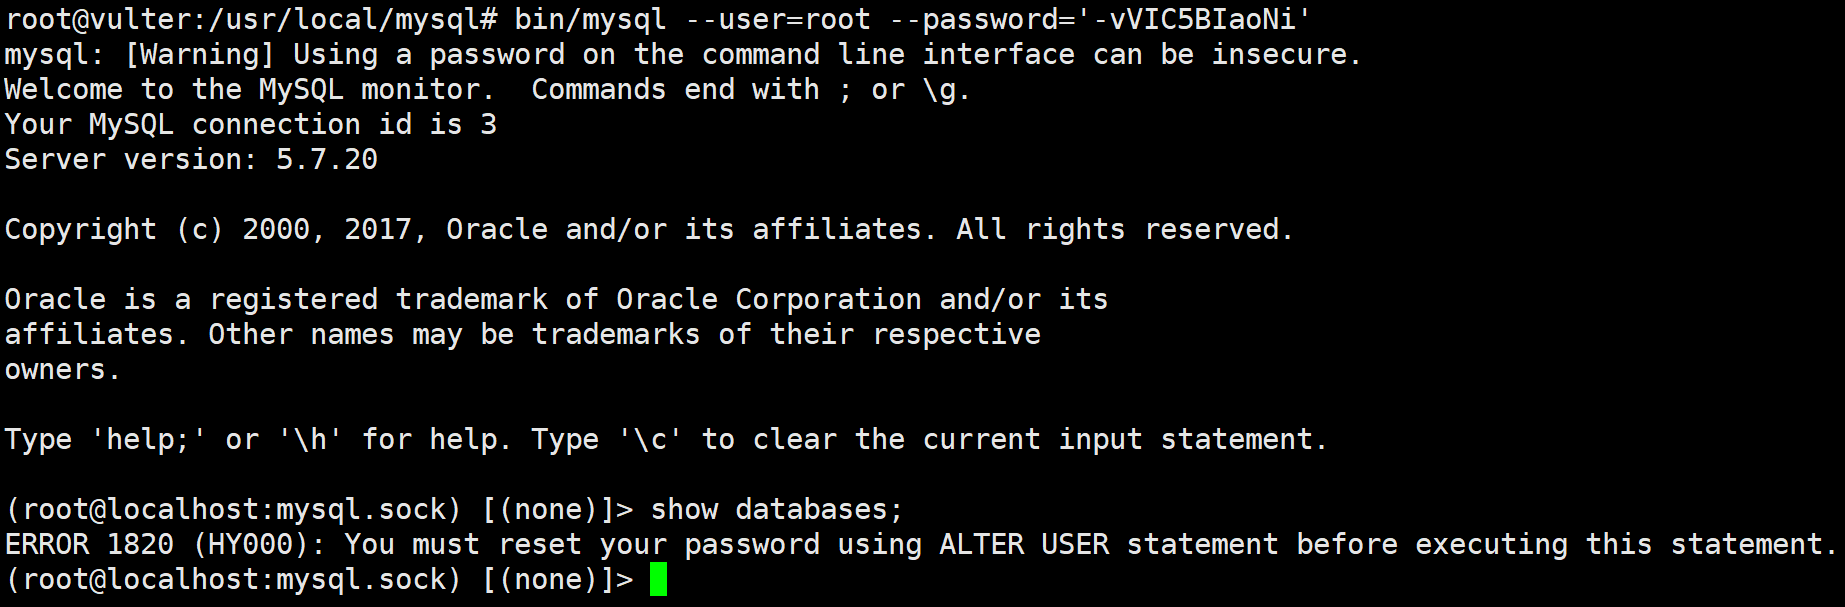 root@vulter:/usr/local/mysql# bin/mysql --user=root --password='-vVIC5BIaoNi'
mysql: [Warning] Using a password on the command line interface can be insecure.
Welcome to the MySQL monitor.  Commands end with ; or \g.
Your MySQL connection id is 3
Server version: 5.7.20

Copyright (c) 2000, 2017, Oracle and/or its affiliates. All rights reserved.

Oracle is a registered trademark of Oracle Corporation and/or its
affiliates. Other names may be trademarks of their respective
owners.

Type 'help;' or '\h' for help. Type '\c' to clear the current input statement.

(root@localhost:mysql.sock) [(none)]> show databases;
ERROR 1820 (HY000): You must reset your password using ALTER USER statement before executing this statement.
(root@localhost:mysql.sock) [(none)]>